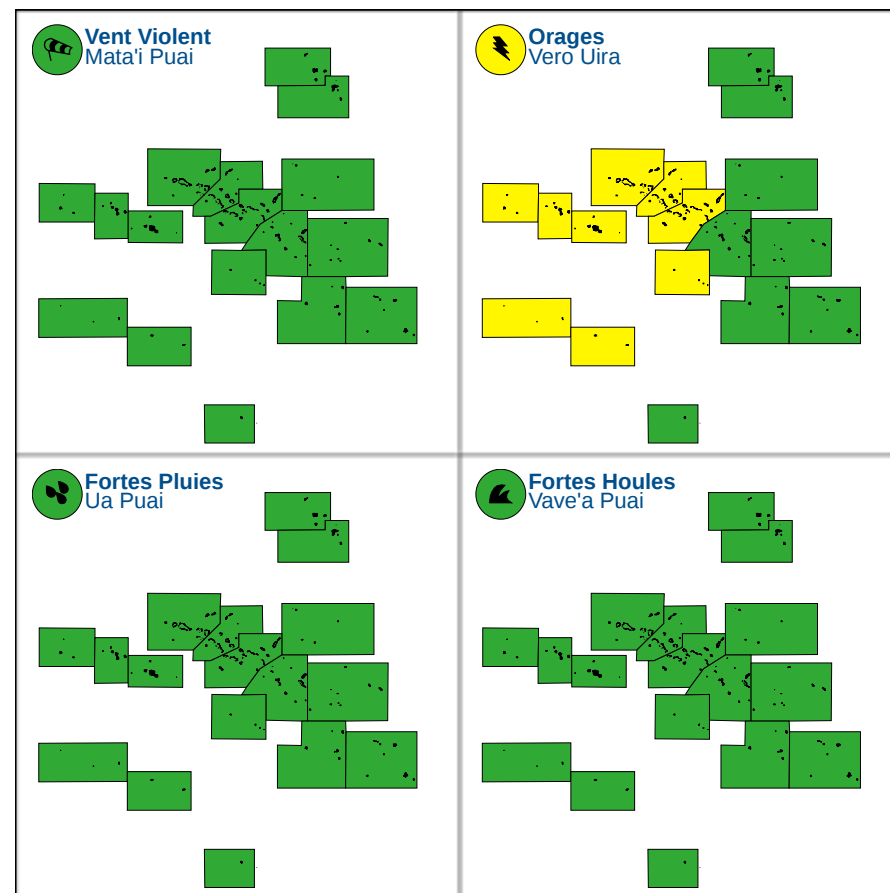 Vent Violent
Mata'i Puai
Orages
Vero Uira
Fortes Pluies
Ua Puai
Fortes Houles
Vave'a Puai